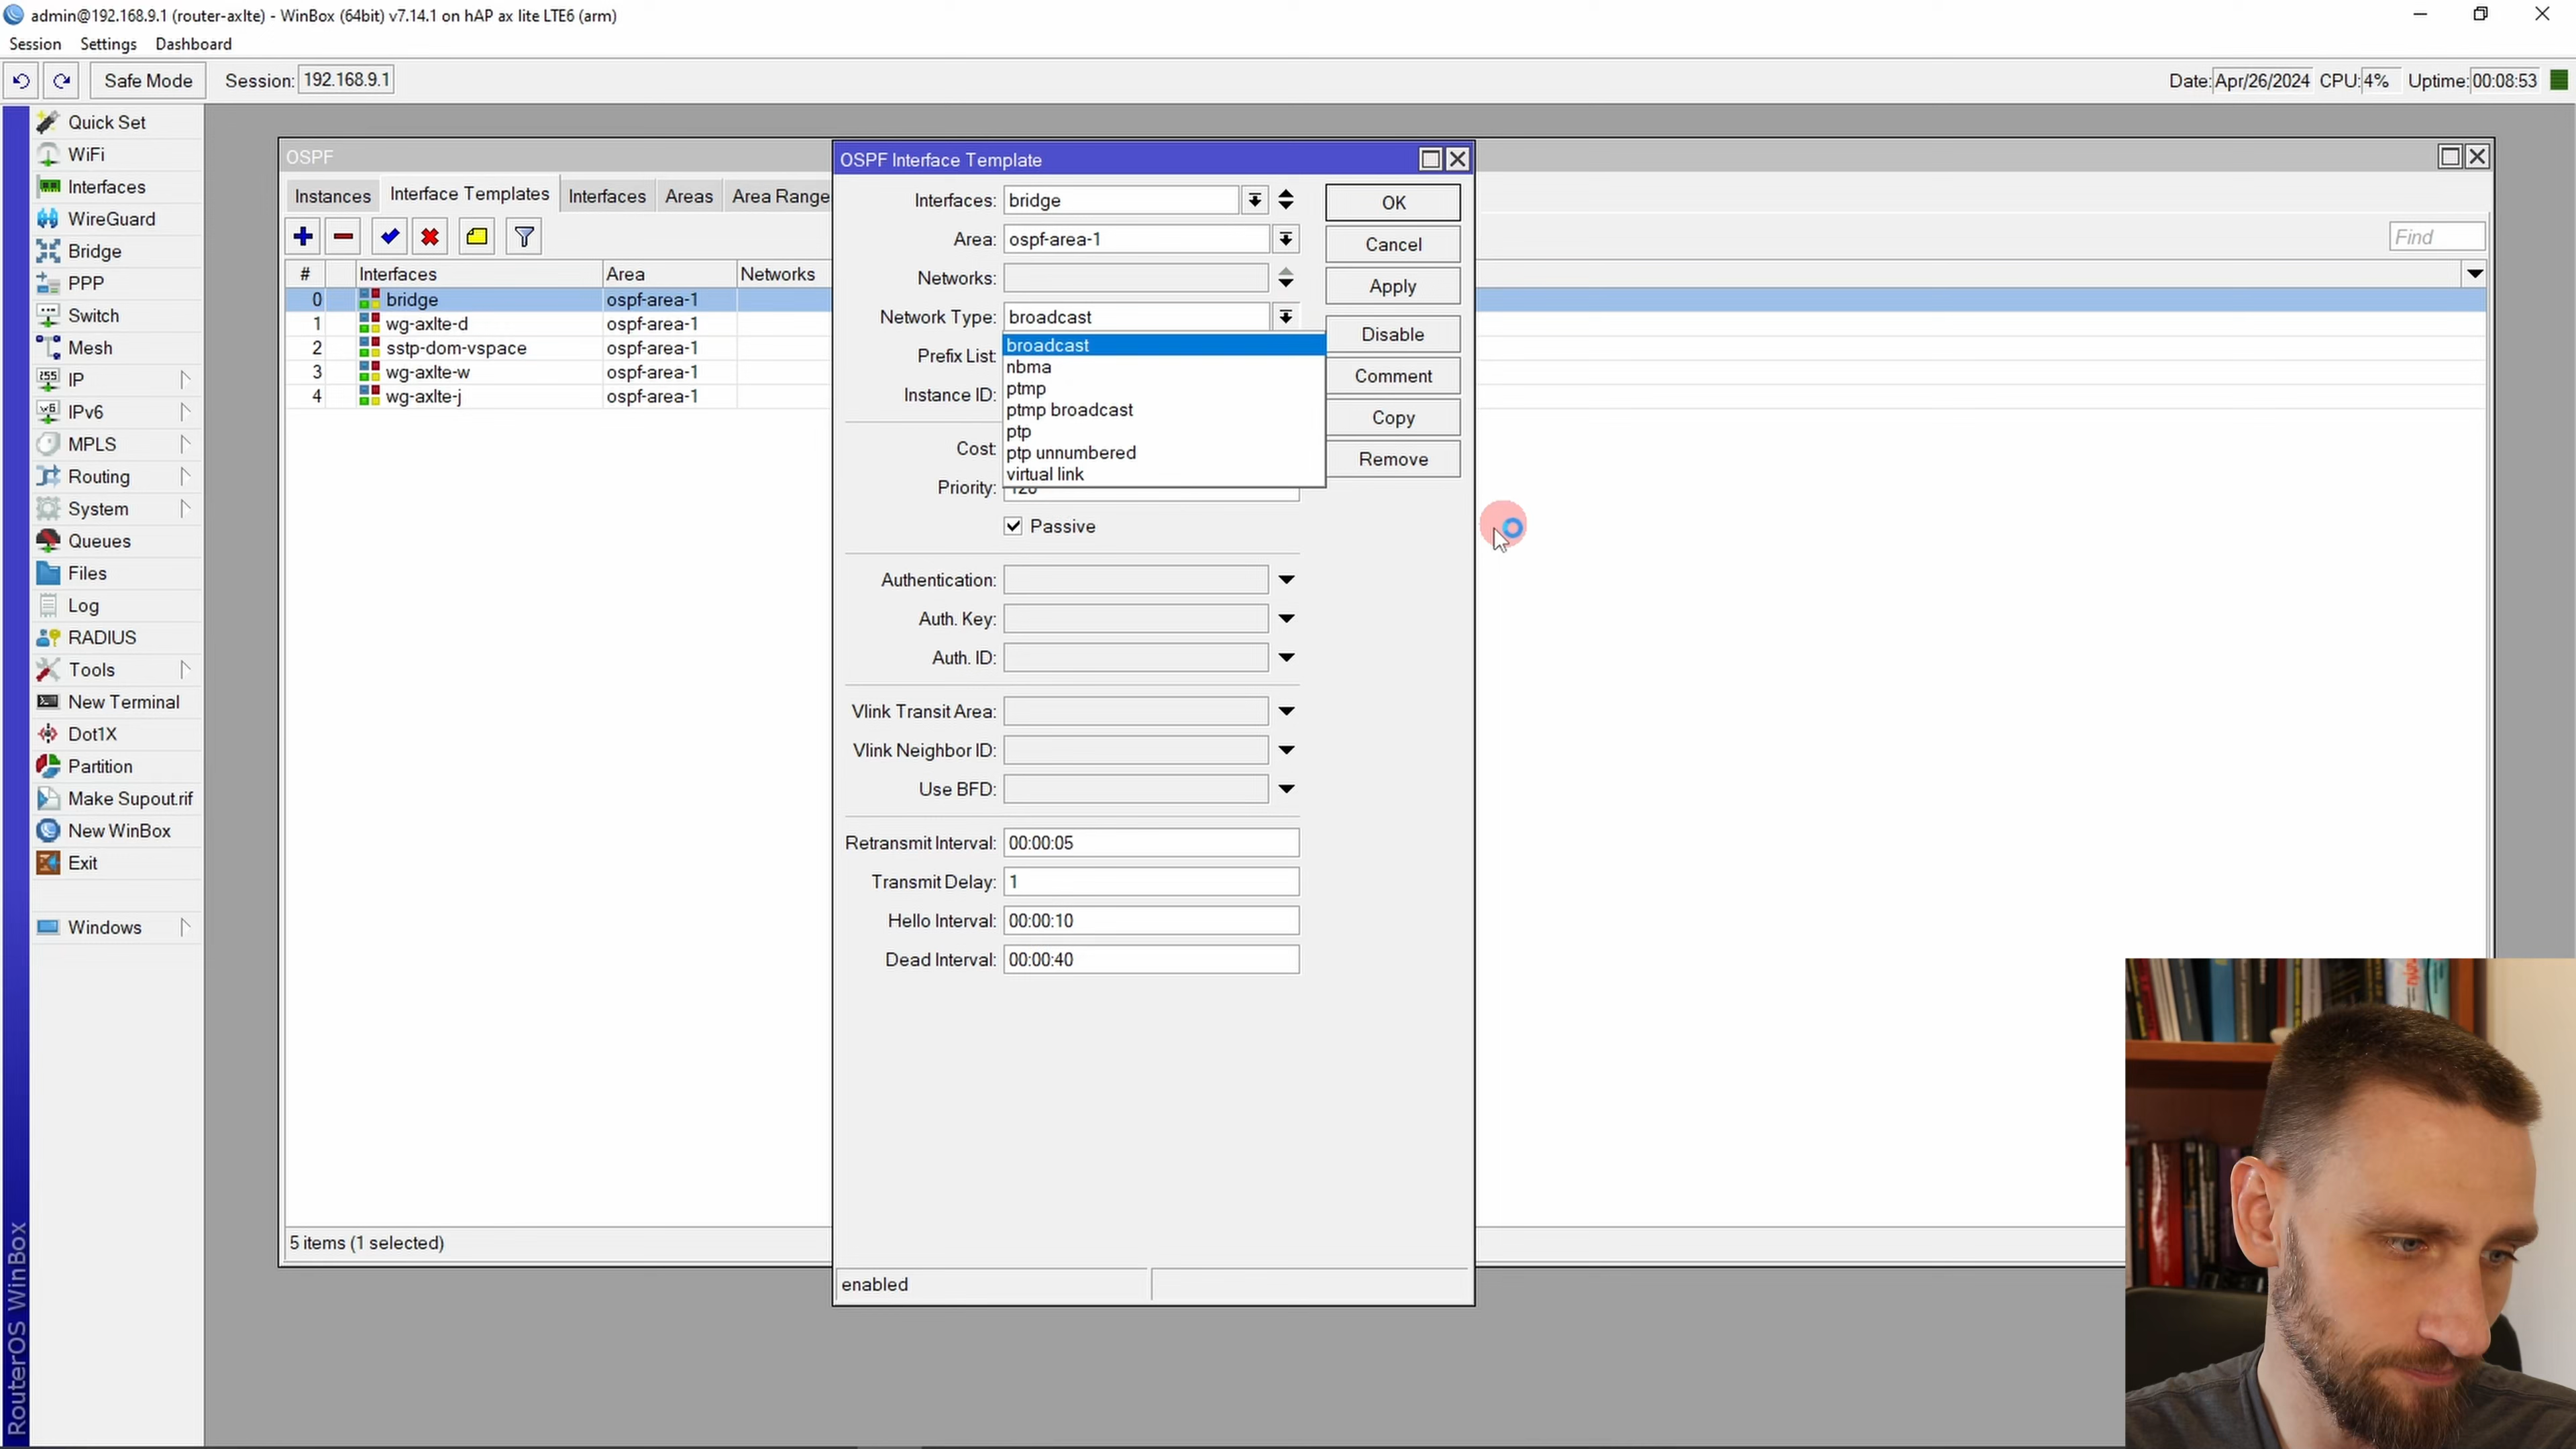 admin@192.168.9.1 (router-axlte) - WinBox (64bit) v7.14.1 on hAP ax lite LTE6 (arm)
Session Settings Dashboard
Safe Mode Session: 192.168.9.1 Date: Apr/26/2024 CPU: 4% Uptime: 00:08:53
Quick Set
WiFi
Interfaces
WireGuard
Bridge
PPP
Switch
Mesh
IP
IPv6
MPLS
Routing
System
Queues
Files
Log
RADIUS
Tools
New Terminal
Dot1X
Partition
Make Supout.rif
New WinBox
Exit
Windows
RouterOS WinBox
OSPF
Instances Interface Templates Interfaces Areas Area Range
Find
# Interfaces Area Networks
0 bridge ospf-area-1
1 wg-axlte-d ospf-area-1
2 sstp-dom-vspace ospf-area-1
3 wg-axlte-w ospf-area-1
4 wg-axlte-j ospf-area-1
5 items (1 selected)
OSPF Interface Template
Interfaces: bridge
Area: ospf-area-1
Networks:
Network Type: broadcast
broadcast
nbma
ptmp
ptmp broadcast
ptp
ptp unnumbered
virtual link
Prefix List:
Instance ID:
Cost:
Priority: 128
Passive
Authentication:
Auth. Key:
Auth. ID:
Vlink Transit Area:
Vlink Neighbor ID:
Use BFD:
Retransmit Interval: 00:00:05
Transmit Delay: 1
Hello Interval: 00:00:10
Dead Interval: 00:00:40
enabled
OK
Cancel
Apply
Disable
Comment
Copy
Remove